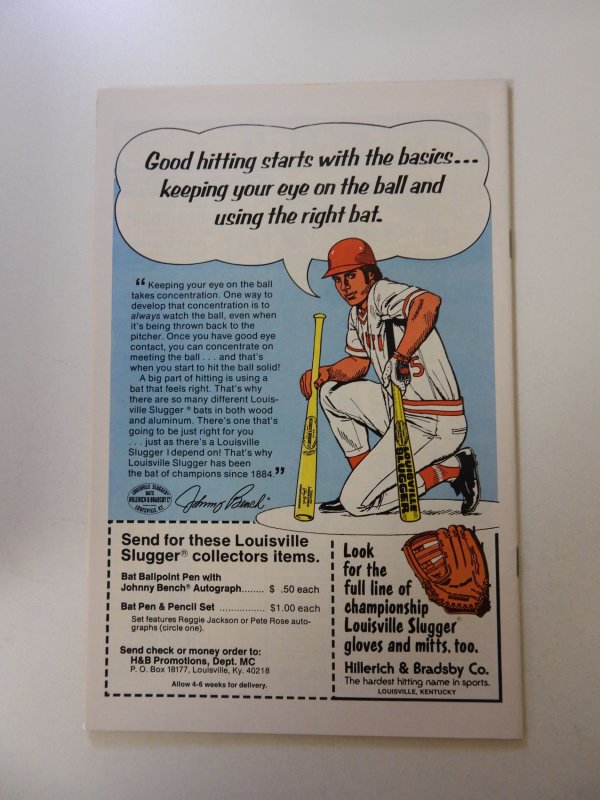 Good hitting starts with the basics...
keeping your eye on the ball and
using the right bat.
“ Keeping your eye on the ball
takes concentration. One way to
develop that concentration is to
always watch the ball, even when
it's being thrown back to the
pitcher. Once you have good eye
contact, you can concentrate on
meeting the ball . . . and that's
when you start to hit the ball solid!
A big part of hitting is using a
bat that feels right. That's why
there are so many different Louis-
ville Slugger ® bats in both wood
and aluminum. There's one that's
going to be just right for you
. . . just as there's a Louisville
Slugger I depend on! That's why
Louisville Slugger has been
the bat of champions since 1884.”
LOUISVILLE SLUGGER
BATS
HILLERICH & BRADSBY Co
LOUISVILLE, KY.
Johnny Bench
5
LOUISVILLE
SLUGGER
Send for these Louisville
Slugger® collectors items.
Bat Ballpoint Pen with
Johnny Bench® Autograph........ $ .50 each
Bat Pen & Pencil Set ................ $1.00 each
Set features Reggie Jackson or Pete Rose auto-
graphs (circle one).
Send check or money order to:
H&B Promotions, Dept. MC
P. O. Box 18177, Louisville, Ky. 40218
Allow 4-6 weeks for delivery.
Look
for the
full line of
championship
Louisville Slugger®
gloves and mitts, too.
Hillerich & Bradsby Co.
The hardest hitting name in sports.
LOUISVILLE, KENTUCKY